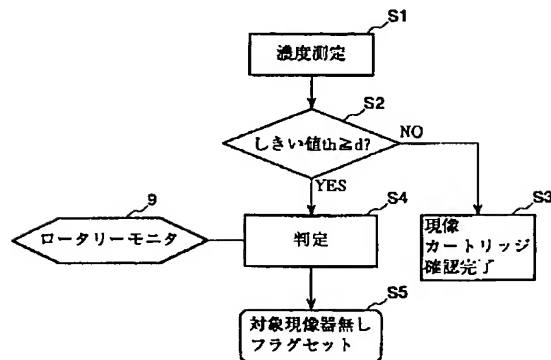 S1
濃度測定
S2
しきい値th≧d?
NO
YES
S3
現像
カートリッジ
確認完了
S4
判定
9
ロータリーモニタ
S5
対象現像器無し
フラグセット